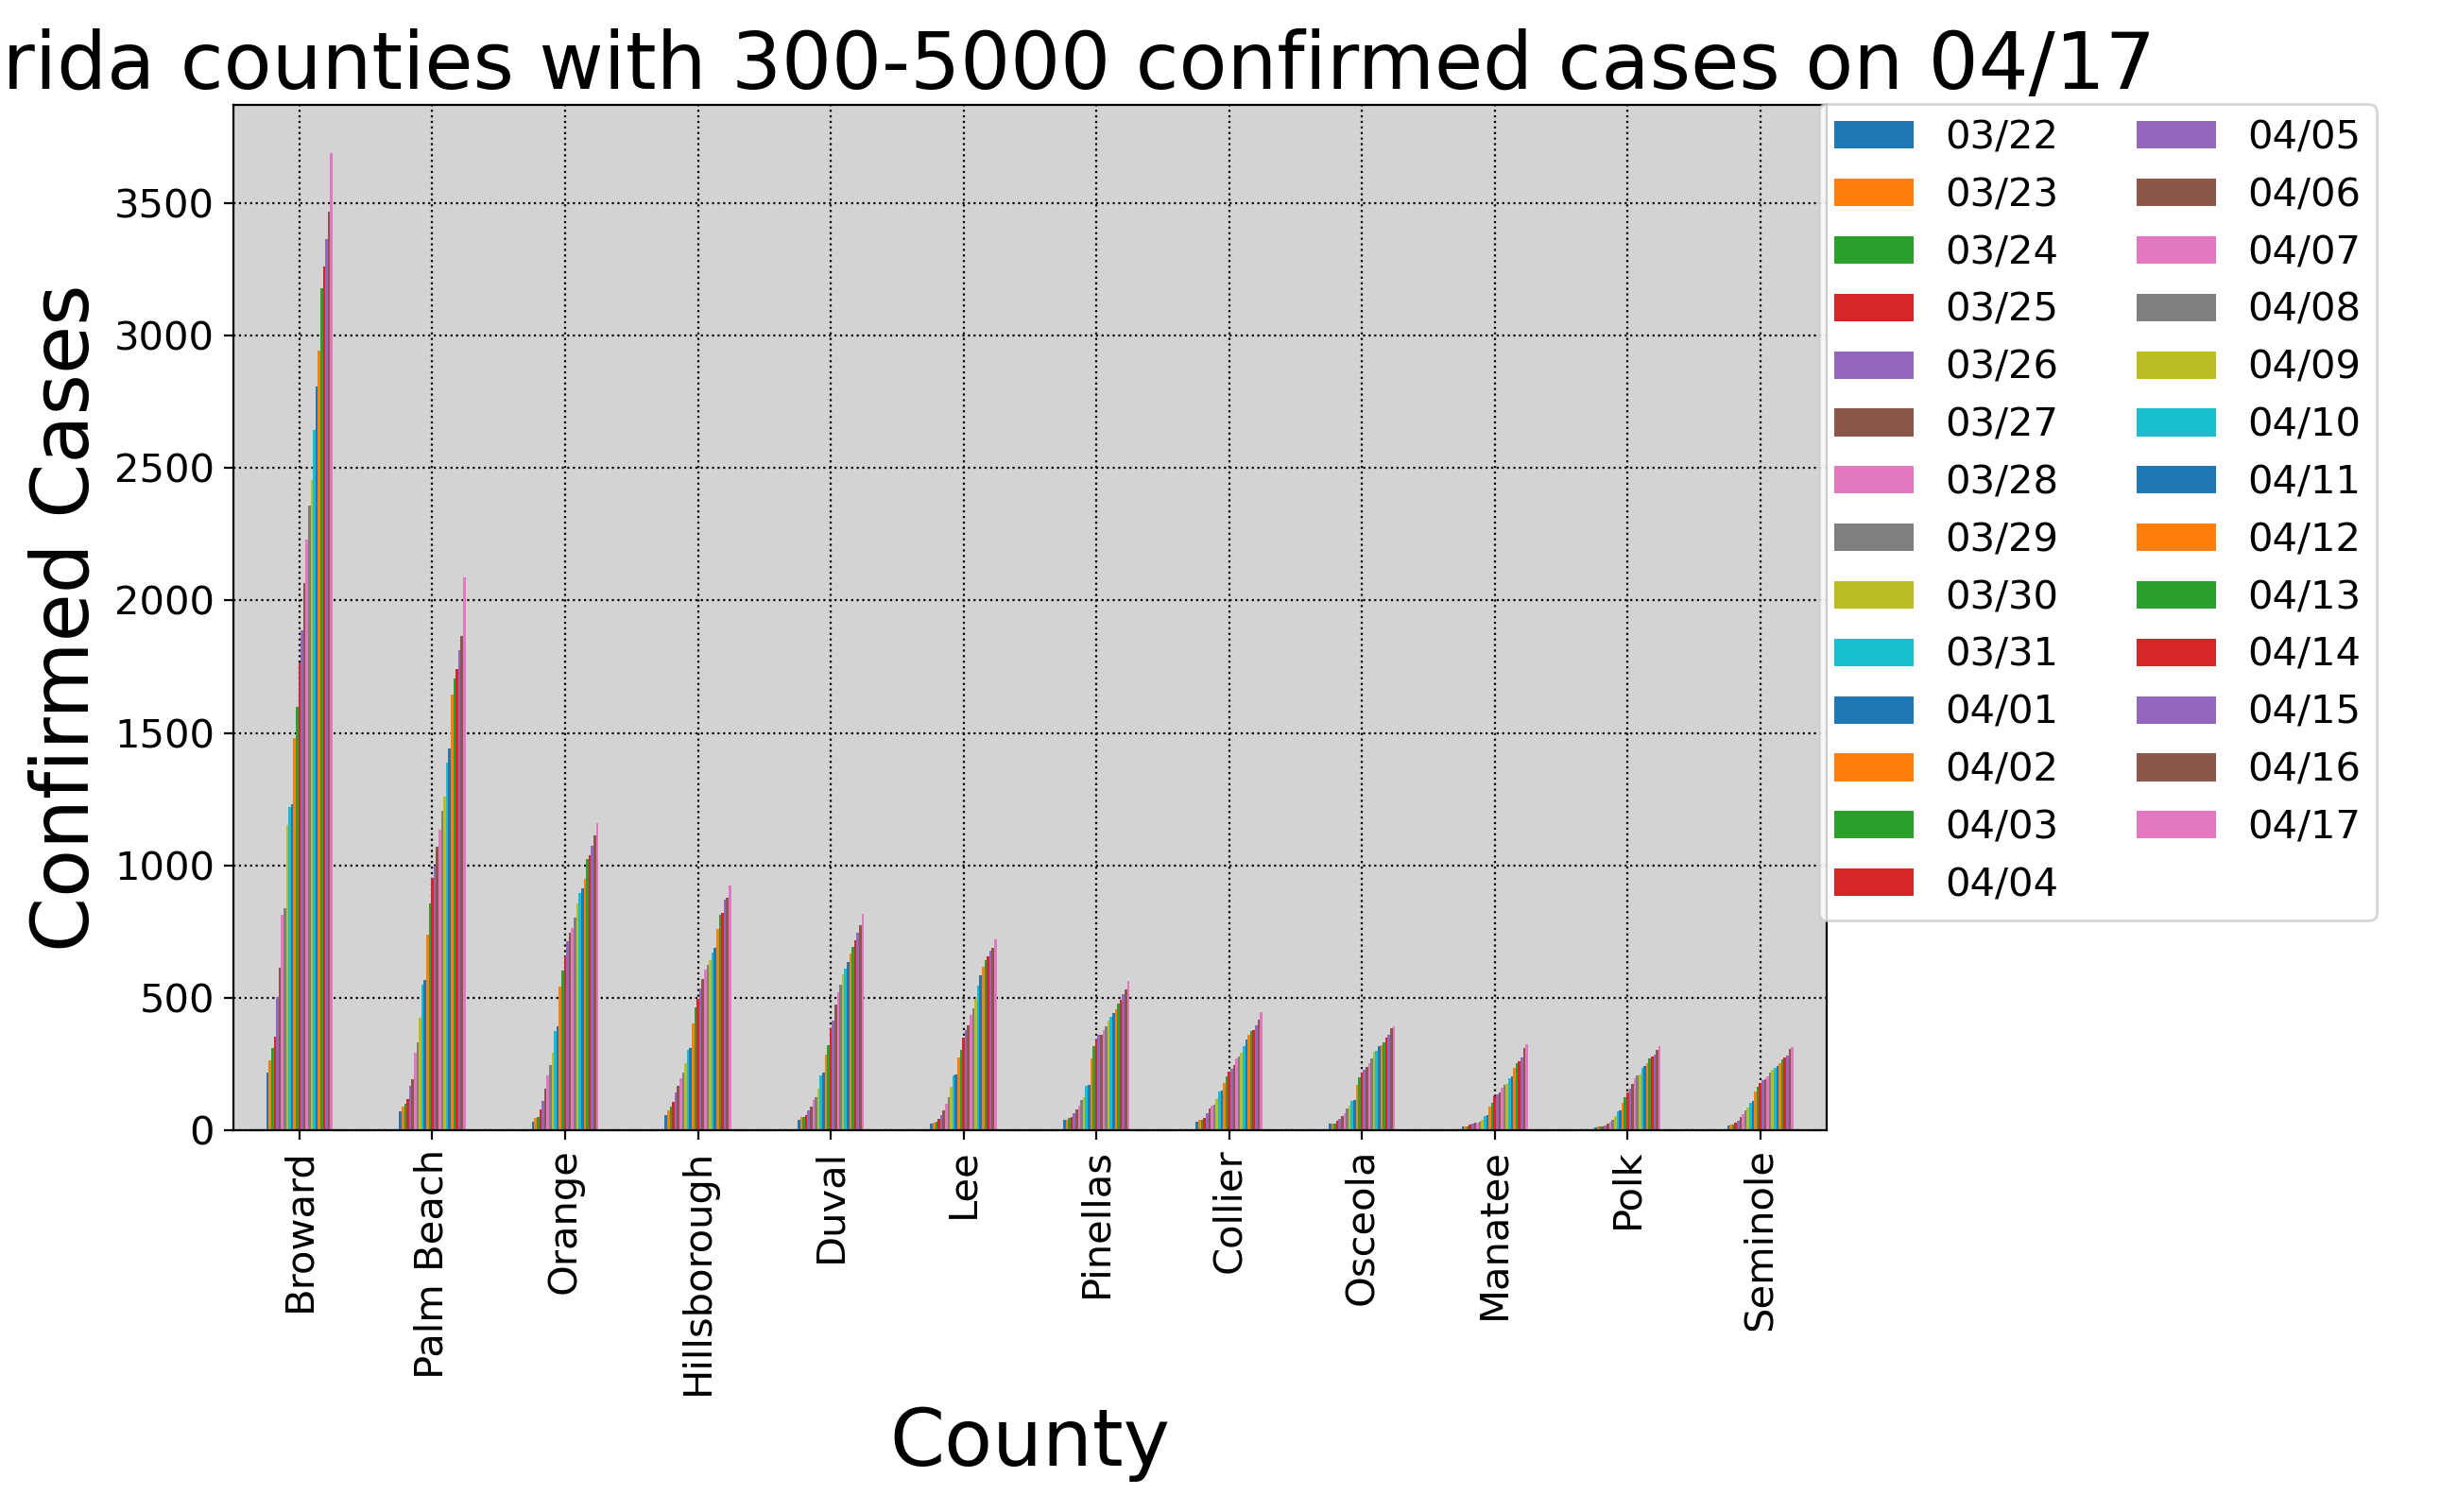 rida counties with 300-5000 confirmed cases on 04/17
Confirmed Cases
3500
3000
2500
2000
1500
1000
500
0
Broward
Palm Beach
Orange
Hillsborough
Duval
Lee
Pinellas
Collier
Osceola
Manatee
Polk
Seminole
County
03/22
03/23
03/24
03/25
03/26
03/27
03/28
03/29
03/30
03/31
04/01
04/02
04/03
04/04
04/05
04/06
04/07
04/08
04/09
04/10
04/11
04/12
04/13
04/14
04/15
04/16
04/17